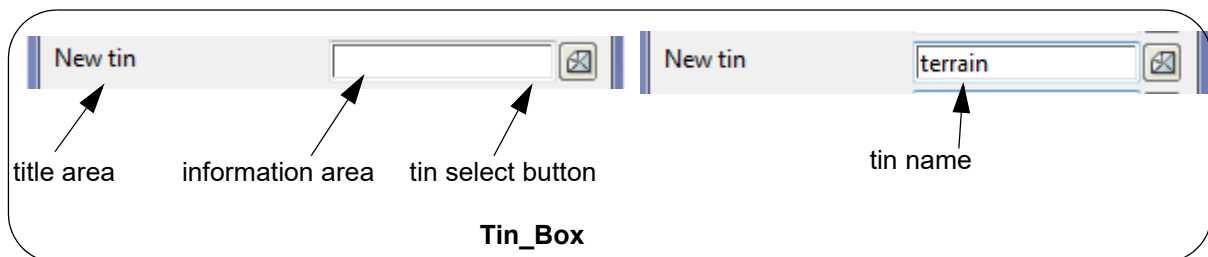 New tin
New tin terrain
title area information area tin select button
tin name
Tin_Box